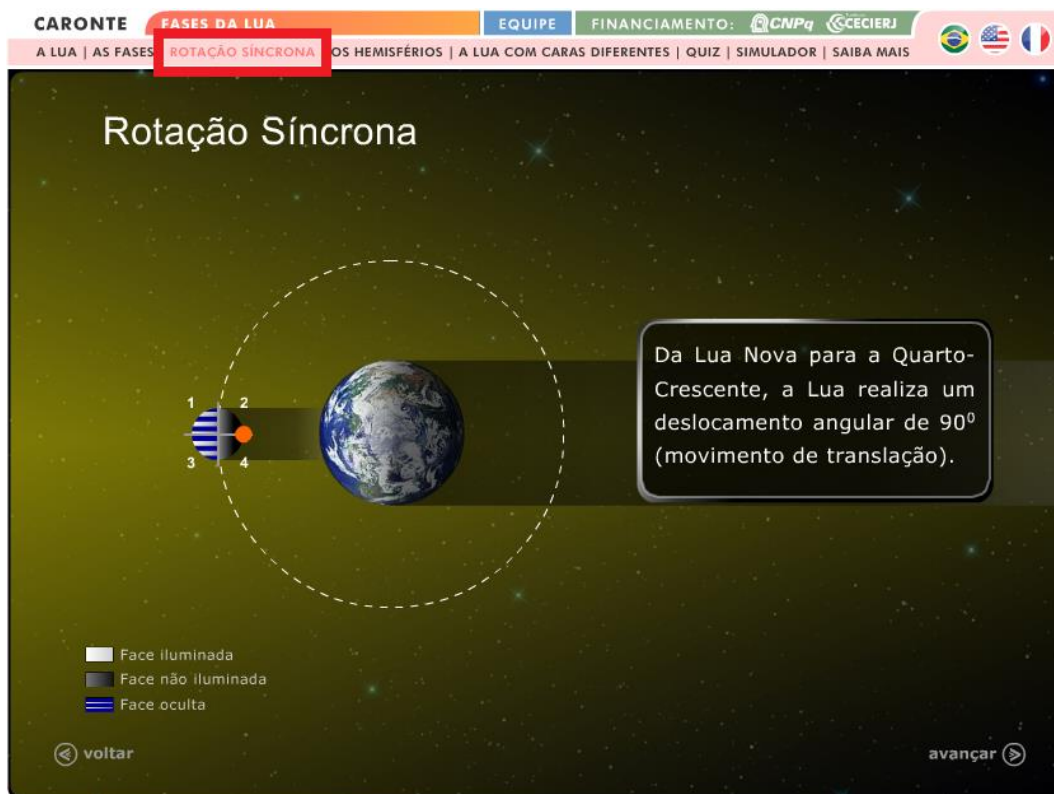 CARONTE FASES DA LUA EQUIPE FINANCIAMENTO: CNPq CECIERJ
A LUA | AS FASES ROTAÇÃO SÍNCRONA OS HEMISFÉRIOS | A LUA COM CARAS DIFERENTES | QUIZ | SIMULADOR | SAIBA MAIS
Rotação Síncrona
1 2
3 4
Da Lua Nova para a Quarto-
Crescente, a Lua realiza um
deslocamento angular de 90⁰
(movimento de translação).
Face iluminada
Face não iluminada
Face oculta
voltar
avançar